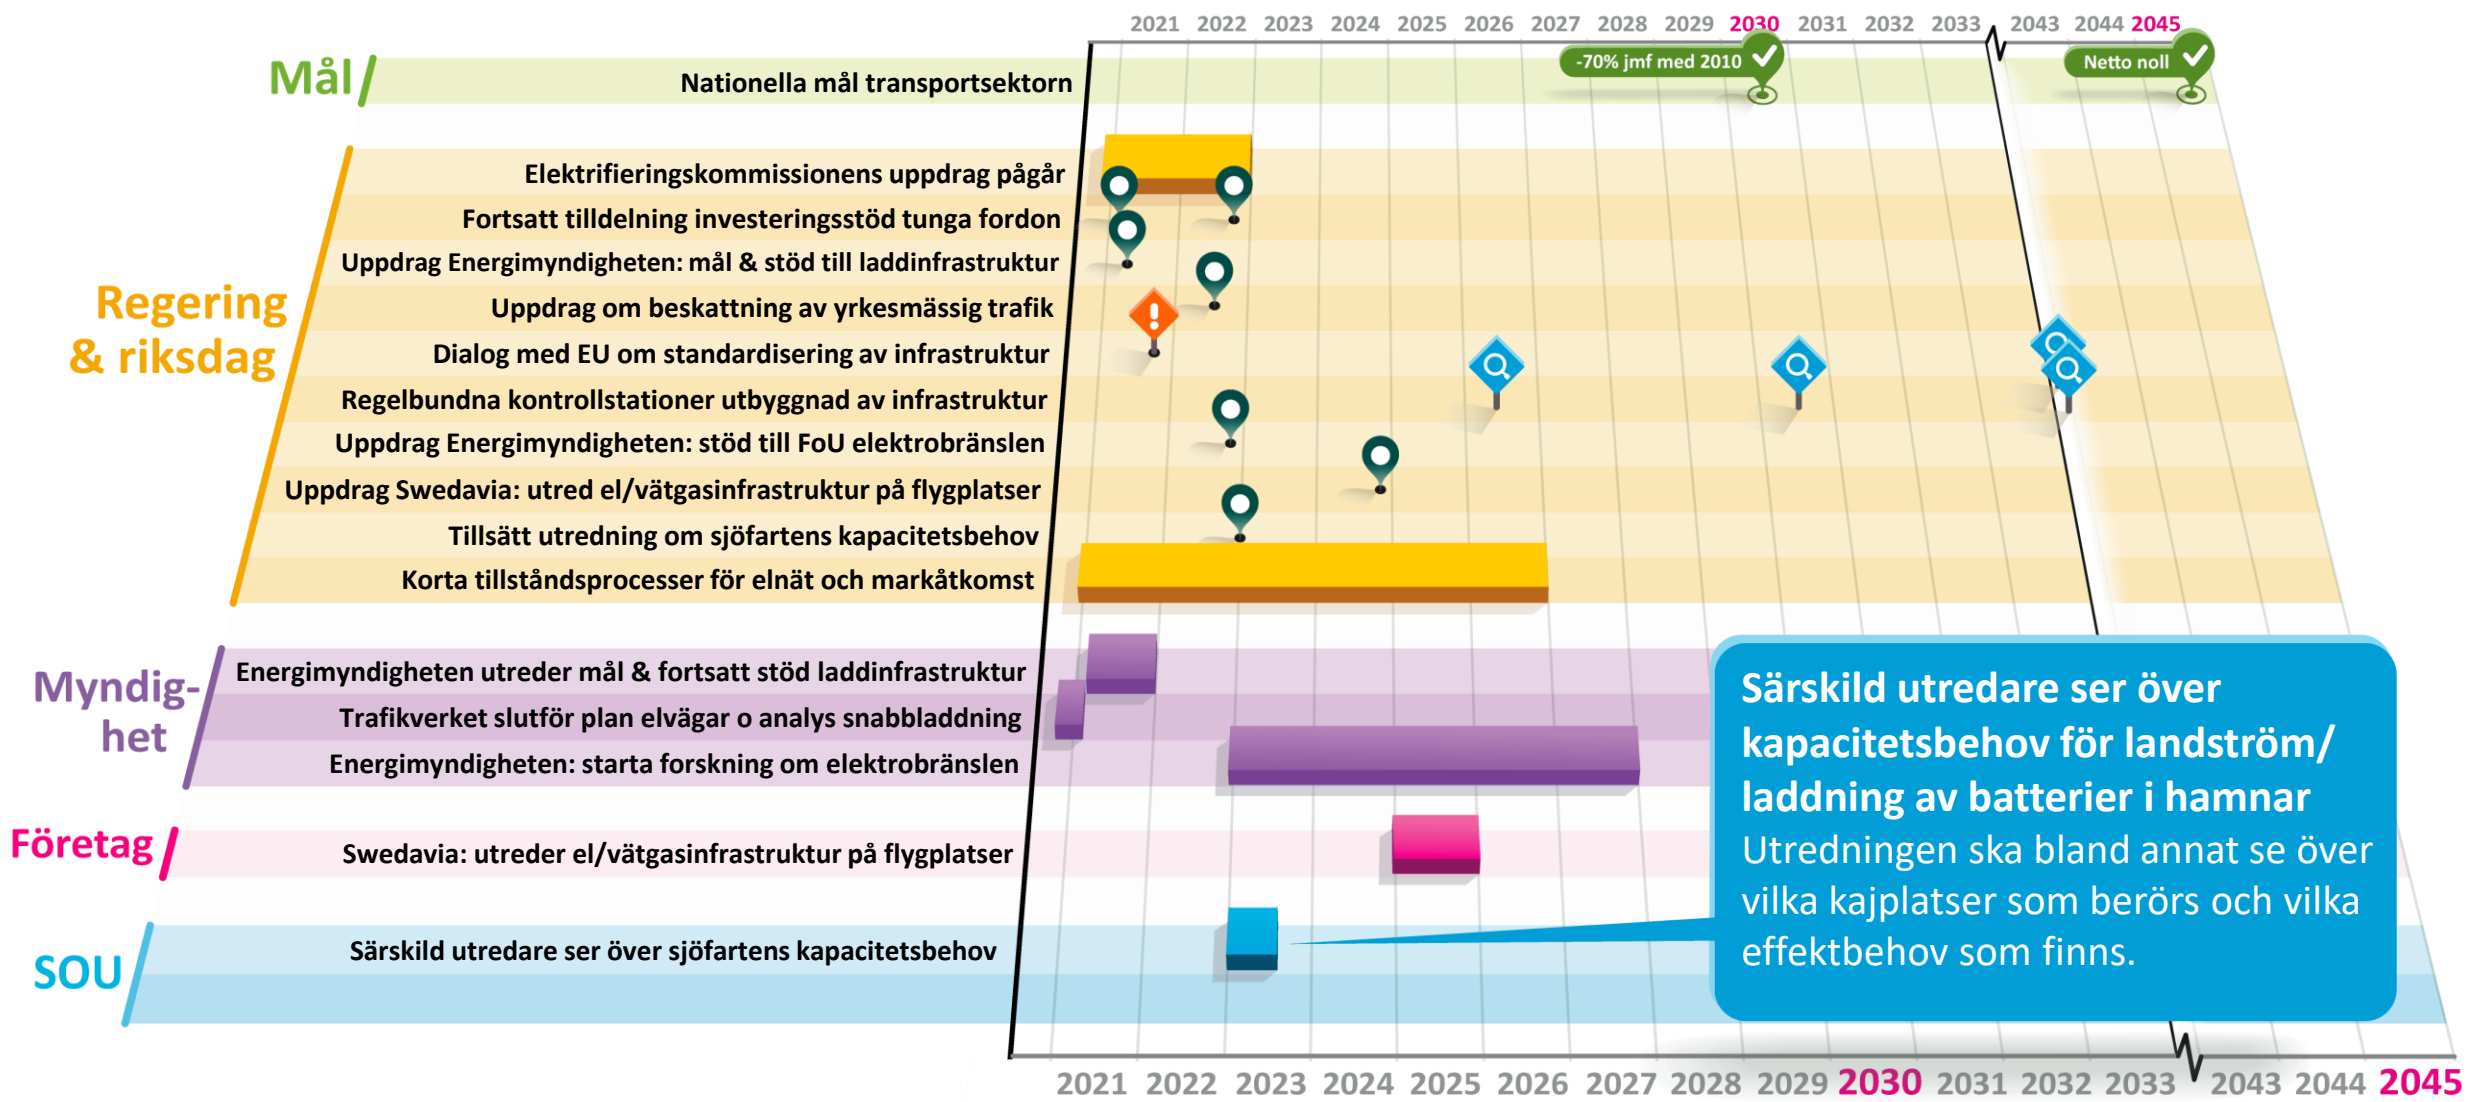 2021 2022 2023 2024 2025 2026 2027 2028 2029 2030 2031 2032 2033 2043 2044 2045
Mål
Nationella mål transportsektorn
-70% jmf med 2010
Netto noll
Regering
& riksdag
Elektrifieringskommissionens uppdrag pågår
Fortsatt tilldelning investeringsstöd tunga fordon
Uppdrag Energimyndigheten: mål & stöd till laddinfrastruktur
Uppdrag om beskattning av yrkesmässig trafik
Dialog med EU om standardisering av infrastruktur
Regelbundna kontrollstationer utbyggnad av infrastruktur
Uppdrag Energimyndigheten: stöd till FoU elektrobränslen
Uppdrag Swedavia: utred el/vätgasinfrastruktur på flygplatser
Tillsätt utredning om sjöfartens kapacitetsbehov
Korta tillståndsprocesser för elnät och markåtkomst
Myndig-
het
Energimyndigheten utreder mål & fortsatt stöd laddinfrastruktur
Trafikverket slutför plan elvägar o analys snabbladdning
Energimyndigheten: starta forskning om elektrobränslen
Företag
Swedavia: utreder el/vätgasinfrastruktur på flygplatser
SOU
Särskild utredare ser över sjöfartens kapacitetsbehov
Särskild utredare ser över
kapacitetsbehov för landström/
laddning av batterier i hamnar
Utredningen ska bland annat se över
vilka kajplatser som berörs och vilka
effektbehov som finns.
2021 2022 2023 2024 2025 2026 2027 2028 2029 2030 2031 2032 2033 2043 2044 2045